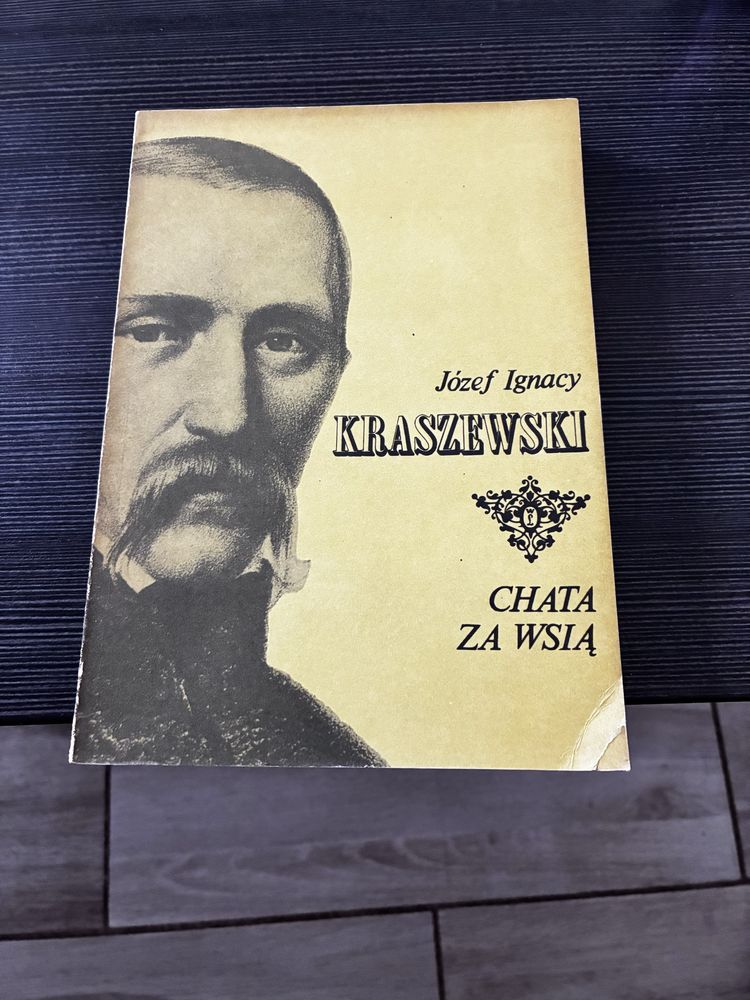 Józef Ignacy
KRASZEWSKI
CHATA
ZA WSIĄ